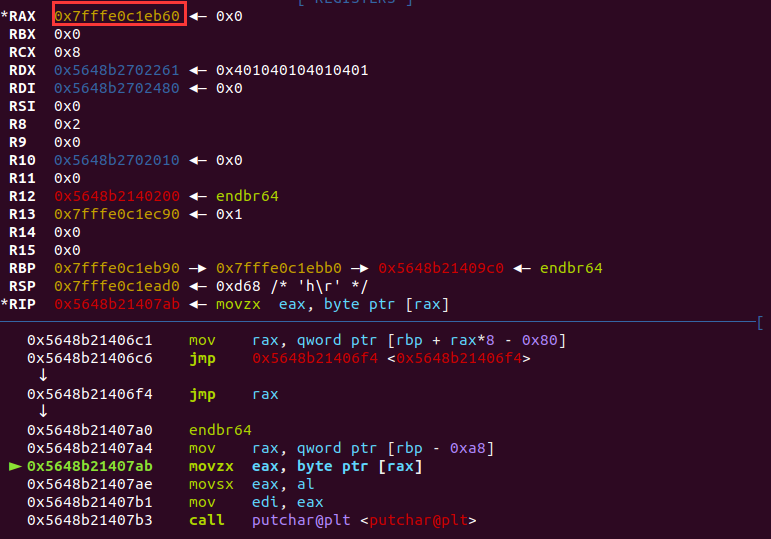 [ REGISTERS ]
*RAX 0x7fffe0c1eb60 ◂— 0x0
RBX 0x0
RCX 0x8
RDX 0x5648b2702261 ◂— 0x401040104010401
RDI 0x5648b2702480 ◂— 0x0
RSI 0x0
R8 0x2
R9 0x0
R10 0x5648b2702010 ◂— 0x0
R11 0x0
R12 0x5648b2140200 ◂— endbr64
R13 0x7fffe0c1ec90 ◂— 0x1
R14 0x0
R15 0x0
RBP 0x7fffe0c1eb90 —▸ 0x7fffe0c1ebb0 —▸ 0x5648b21409c0 ◂— endbr64
RSP 0x7fffe0c1ead0 ◂— 0xd68 /* 'h\r' */
*RIP 0x5648b21407ab ◂— movzx eax, byte ptr [rax]
[
0x5648b21406c1 mov rax, qword ptr [rbp + rax*8 - 0x80]
0x5648b21406c6 jmp 0x5648b21406f4 <0x5648b21406f4>
↓
0x5648b21406f4 jmp rax
↓
0x5648b21407a0 endbr64
0x5648b21407a4 mov rax, qword ptr [rbp - 0xa8]
► 0x5648b21407ab movzx eax, byte ptr [rax]
0x5648b21407ae movsx eax, al
0x5648b21407b1 mov edi, eax
0x5648b21407b3 call putchar@plt <putchar@plt>